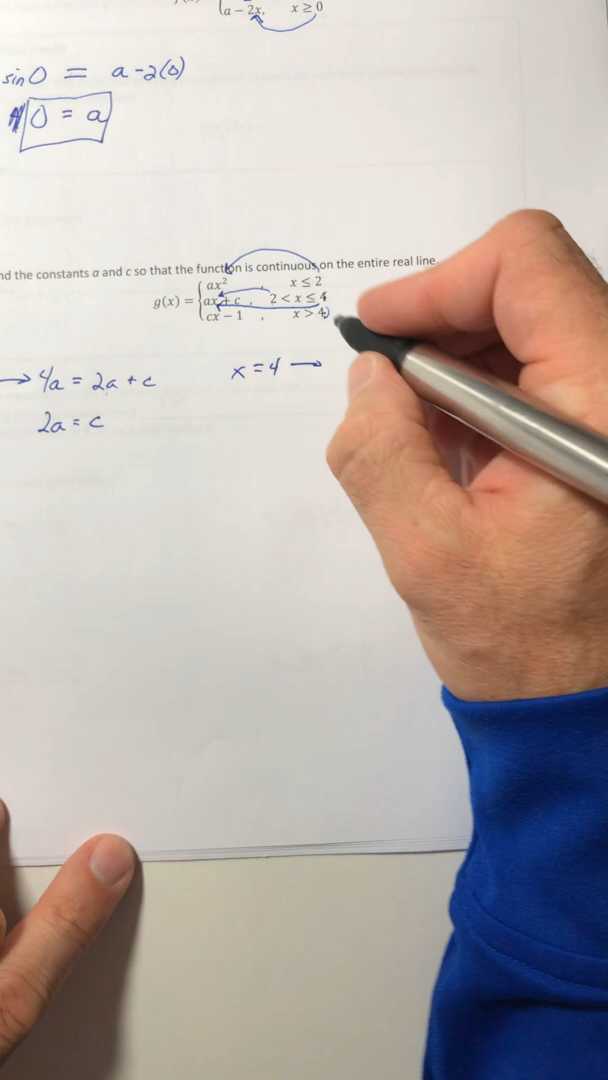 a − 2x, x ≥ 0
sin 0 = a -2(0)
0 = a
nd the constants a and c so that the function is continuous on the entire real line.
ax², x ≤ 2
g(x) = { ax + c, 2 < x ≤ 4
cx − 1, x > 4
→ 4a = 2a + c x = 4 →
2a = c